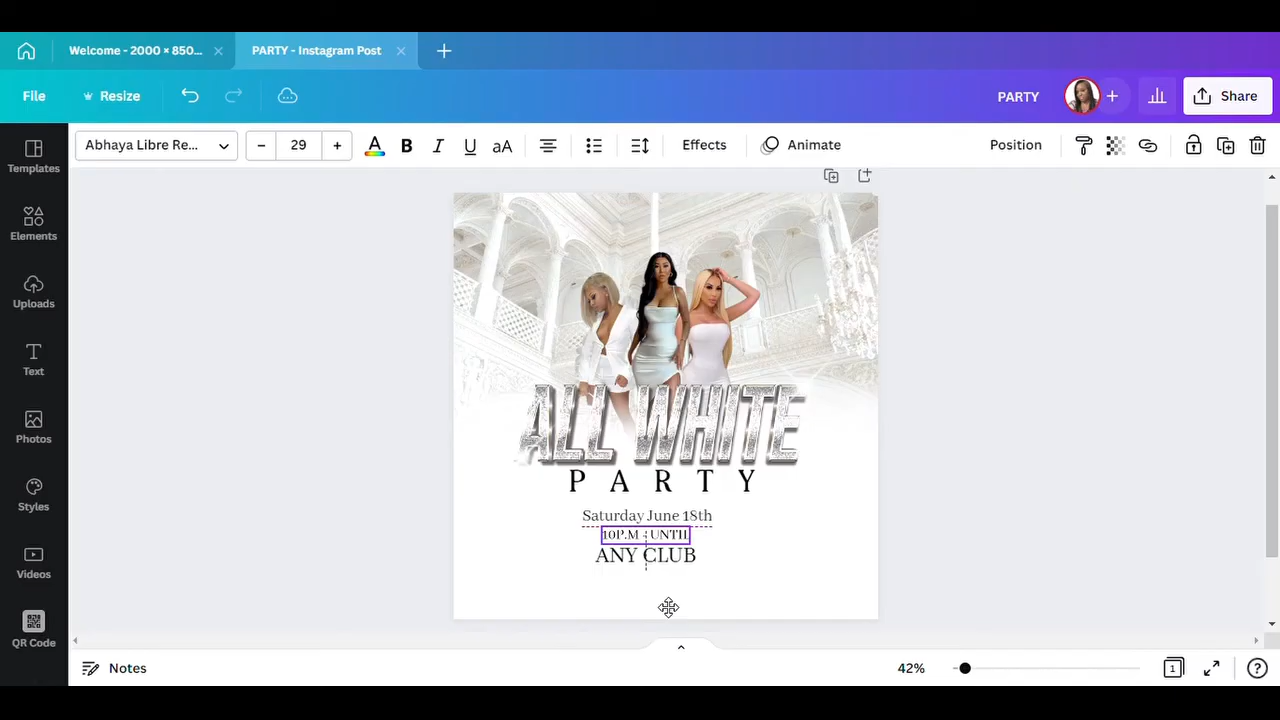 Welcome - 2000 × 850...
PARTY - Instagram Post
File
Resize
PARTY
Share
Abhaya Libre Re...
29
B
I
U
aA
Effects
Animate
Position
Templates
Elements
Uploads
Text
Photos
Styles
Videos
QR Code
ALL WHITE
PARTY
Saturday June 18th
10P.M - UNTIL
ANY CLUB
Notes
42%
1